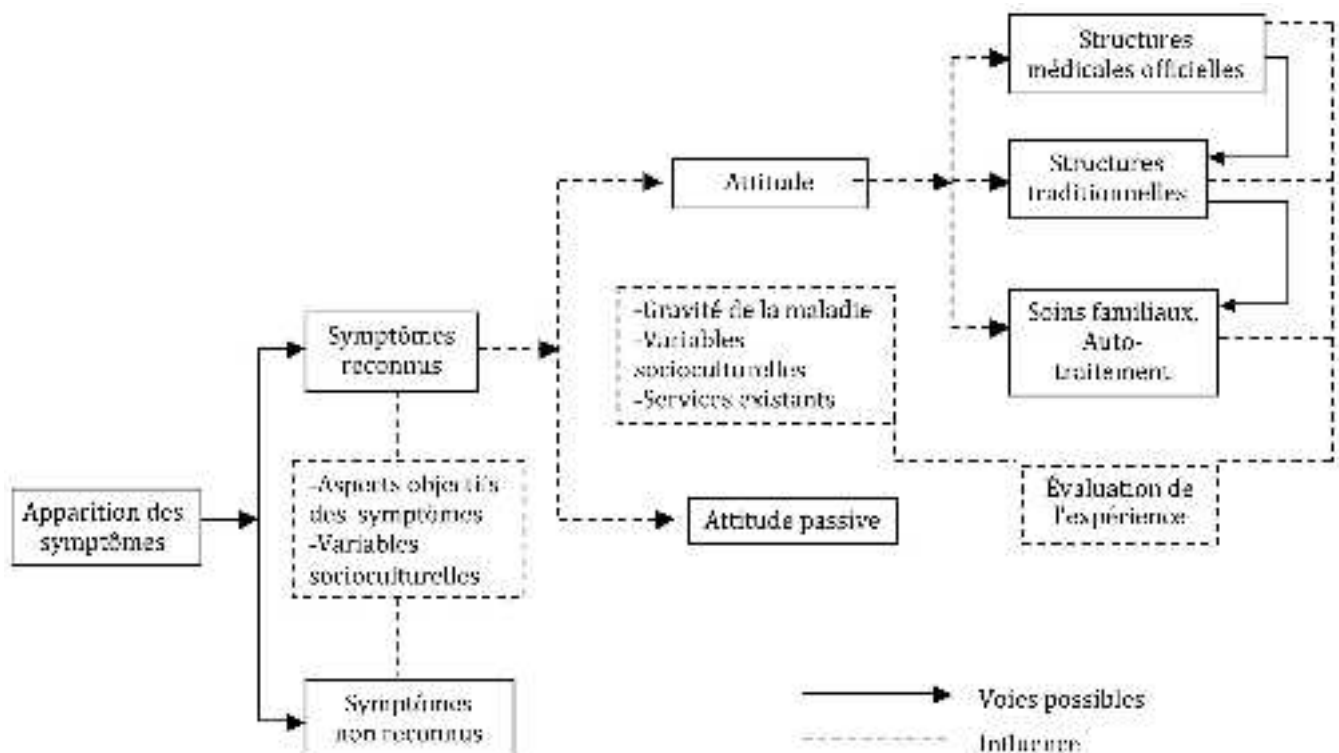 Structures
médicales officielles
Attitude
Structures
traditionnelles
-Gravité de la maladie
-Variables
socioculturelles
-Services existants
Soins familiaux.
Auto-
traitement
Symptômes
reconnus
-Aspects objectifs
des symptômes
-Variables
socioculturelles
Apparition des
symptômes
Attitude passive
Évaluation de
l'expérience
Symptômes
non reconnus
Voies possibles
Influence